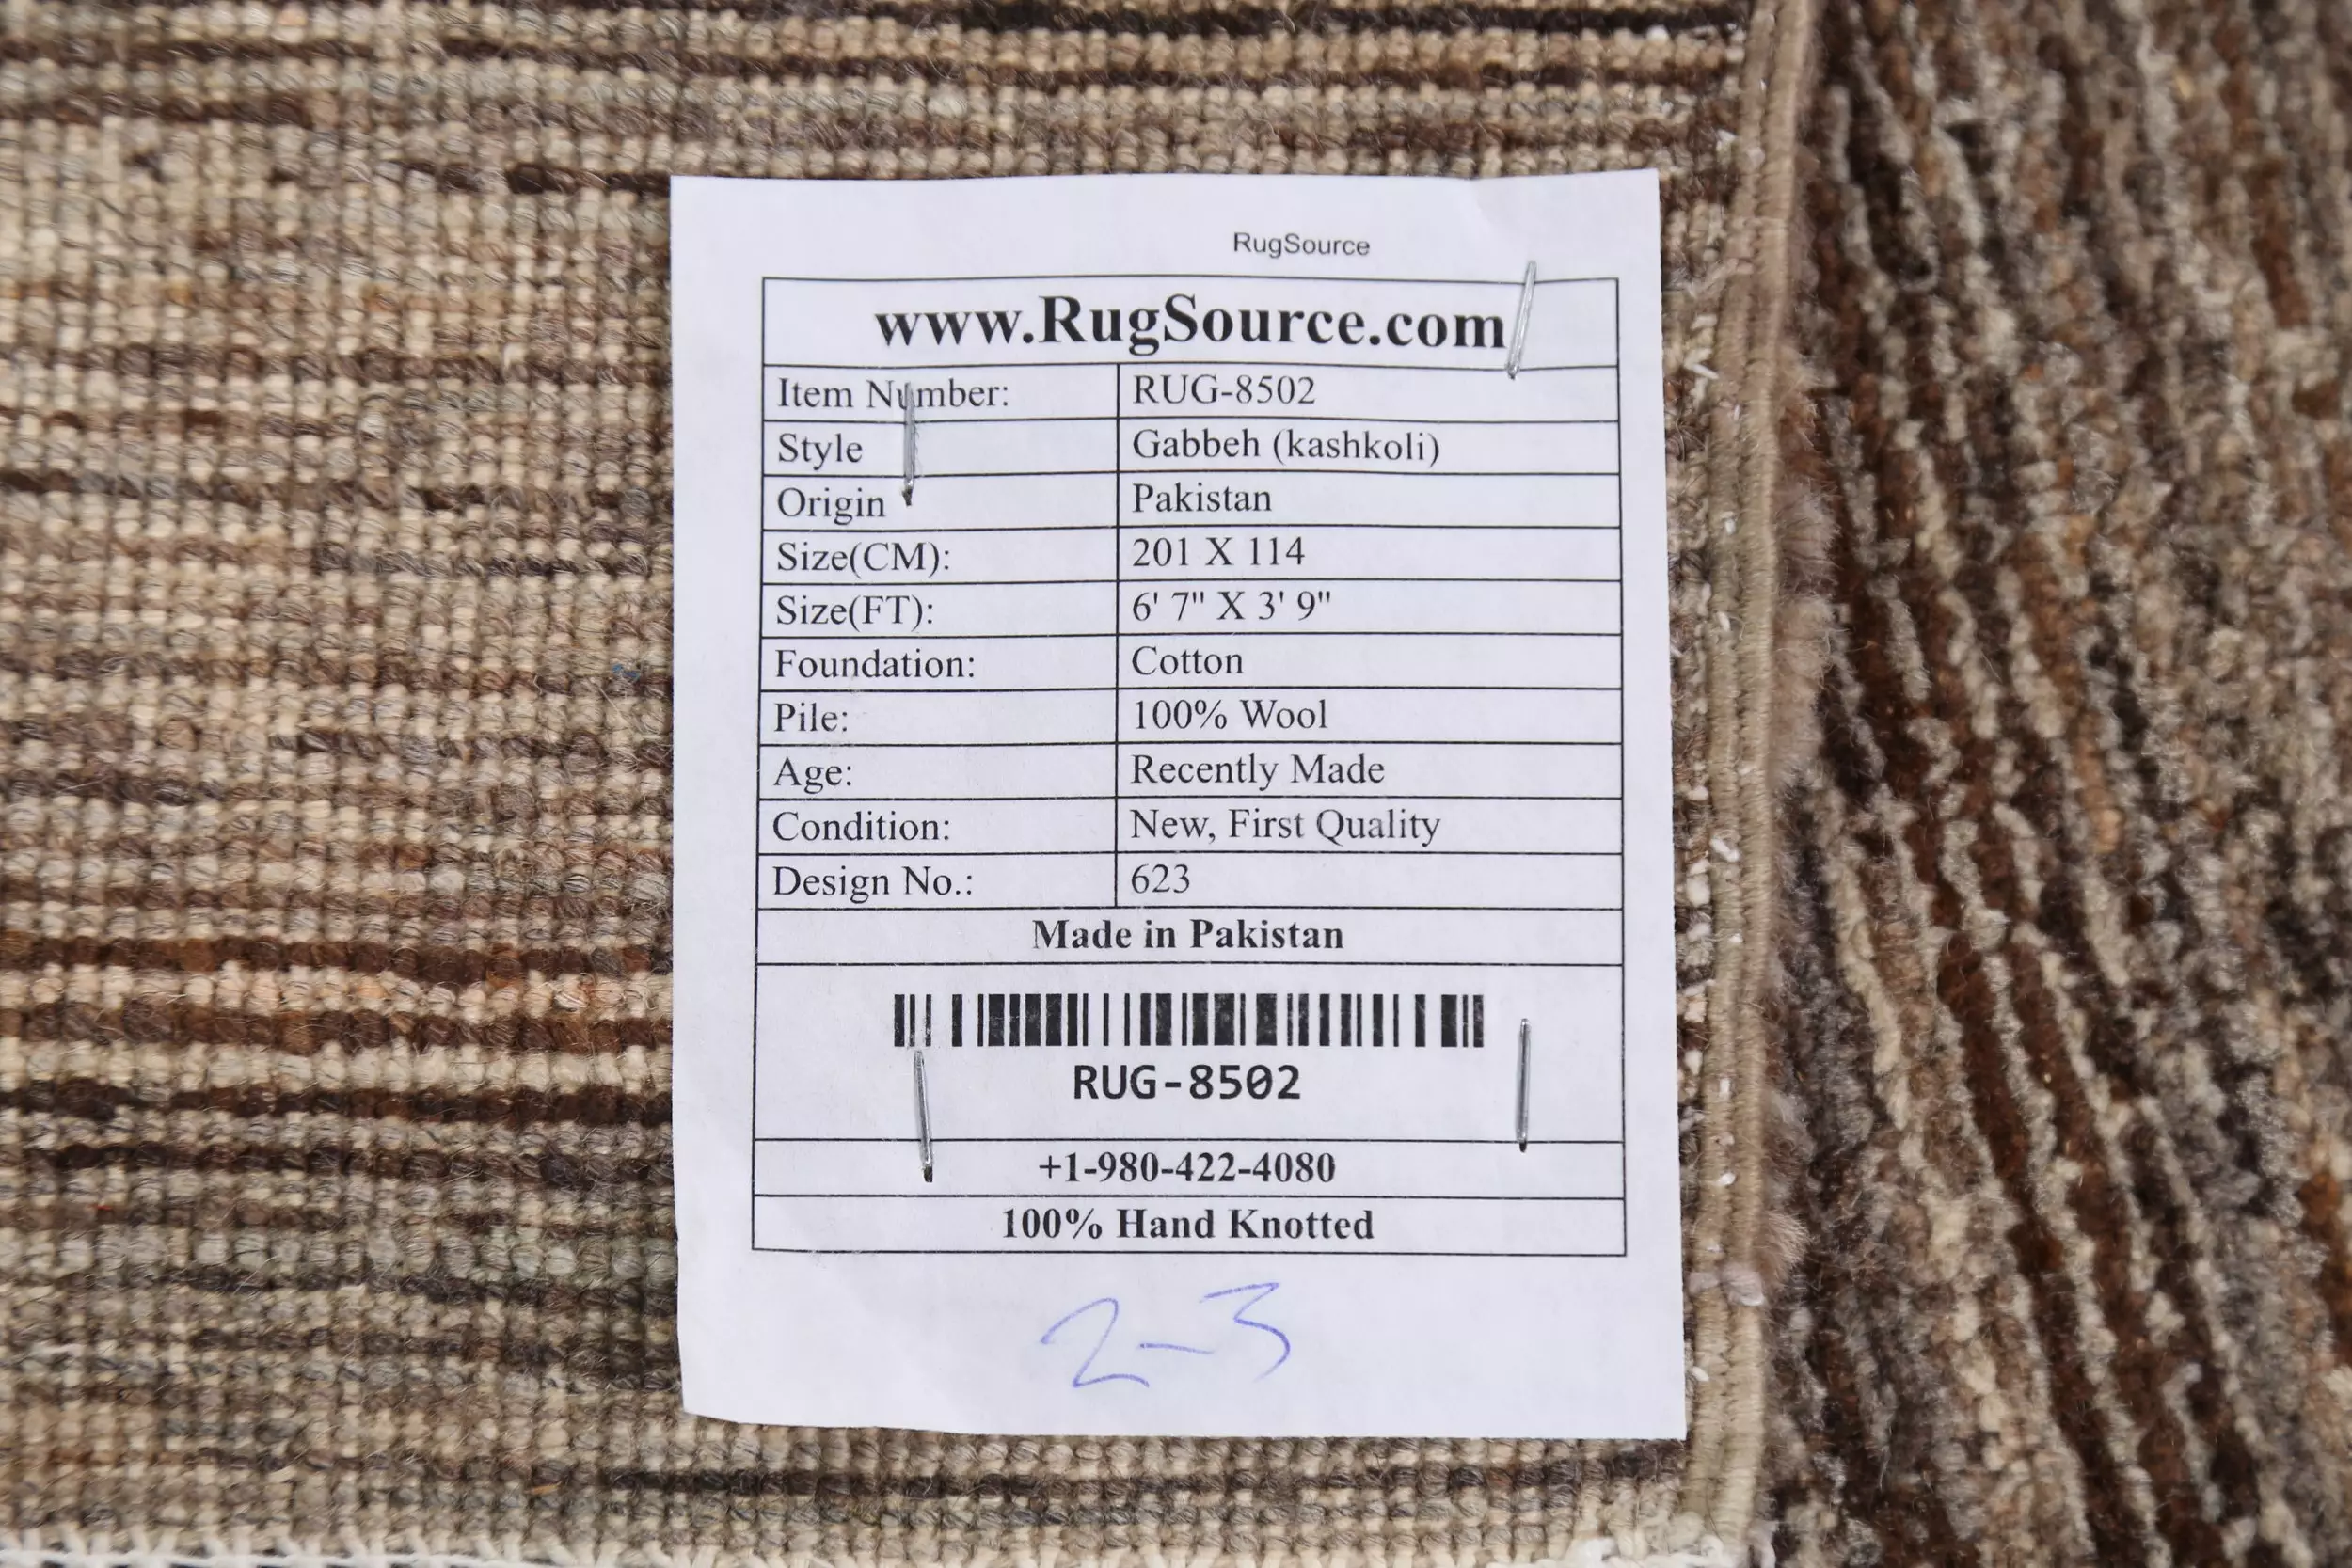 RugSource
www.RugSource.com
Item Number: RUG-8502
Style Gabbeh (kashkoli)
Origin Pakistan
Size(CM): 201 X 114
Size(FT): 6' 7" X 3' 9"
Foundation: Cotton
Pile: 100% Wool
Age: Recently Made
Condition: New, First Quality
Design No.: 623
Made in Pakistan
RUG-8502
+1-980-422-4080
100% Hand Knotted
2-3